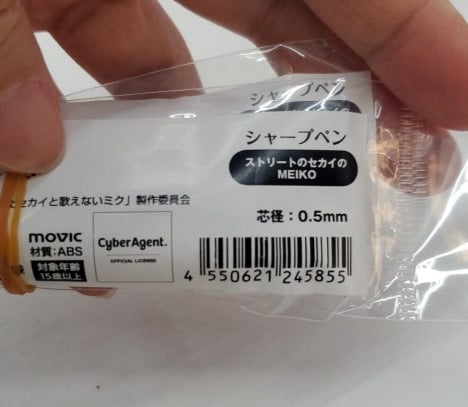 シャープペン
シャープペン
ストリートのセカイの
MEIKO
セカイと歌えないミク」製作委員会
芯径:0.5mm
movic
材質:ABS
対象年齢
15歳以上
CyberAgent.
OFFICIAL LICENSE
4 550621 245855